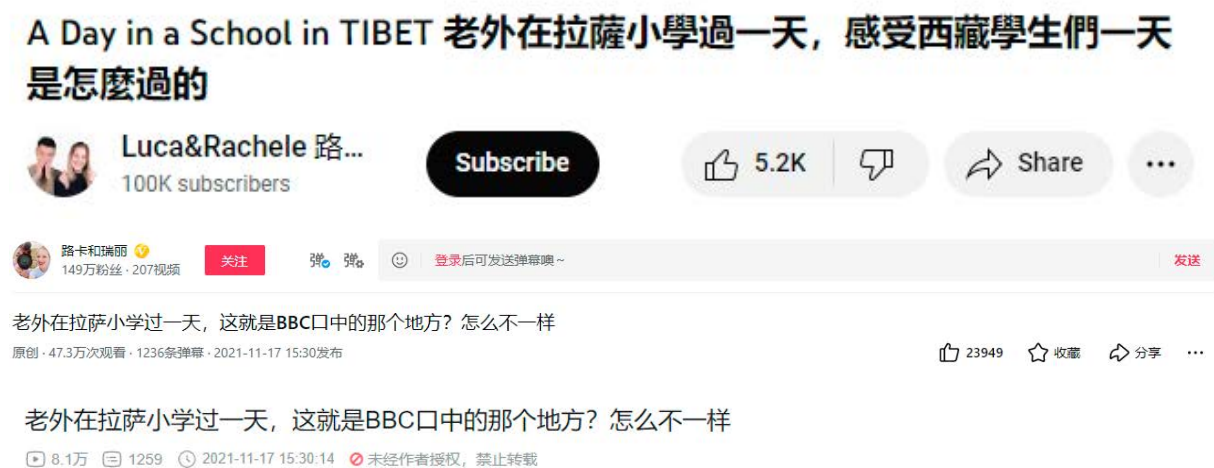 A Day in a School in TIBET 老外在拉薩小學過一天，感受西藏學生們一天
是怎麼過的
Luca&Rachele 路...
100K subscribers
Subscribe
5.2K
Share
路卡和瑞丽
149万粉丝 · 207视频
关注
弹
弹
登录后可发送弹幕噢~
发送
老外在拉萨小学过一天，这就是BBC口中的那个地方？怎么不一样
原创 · 47.3万次观看 · 1236条弹幕 · 2021-11-17 15:30发布
23949
收藏
分享
老外在拉萨小学过一天，这就是BBC口中的那个地方？怎么不一样
8.1万 1259 2021-11-17 15:30:14 未经作者授权，禁止转载